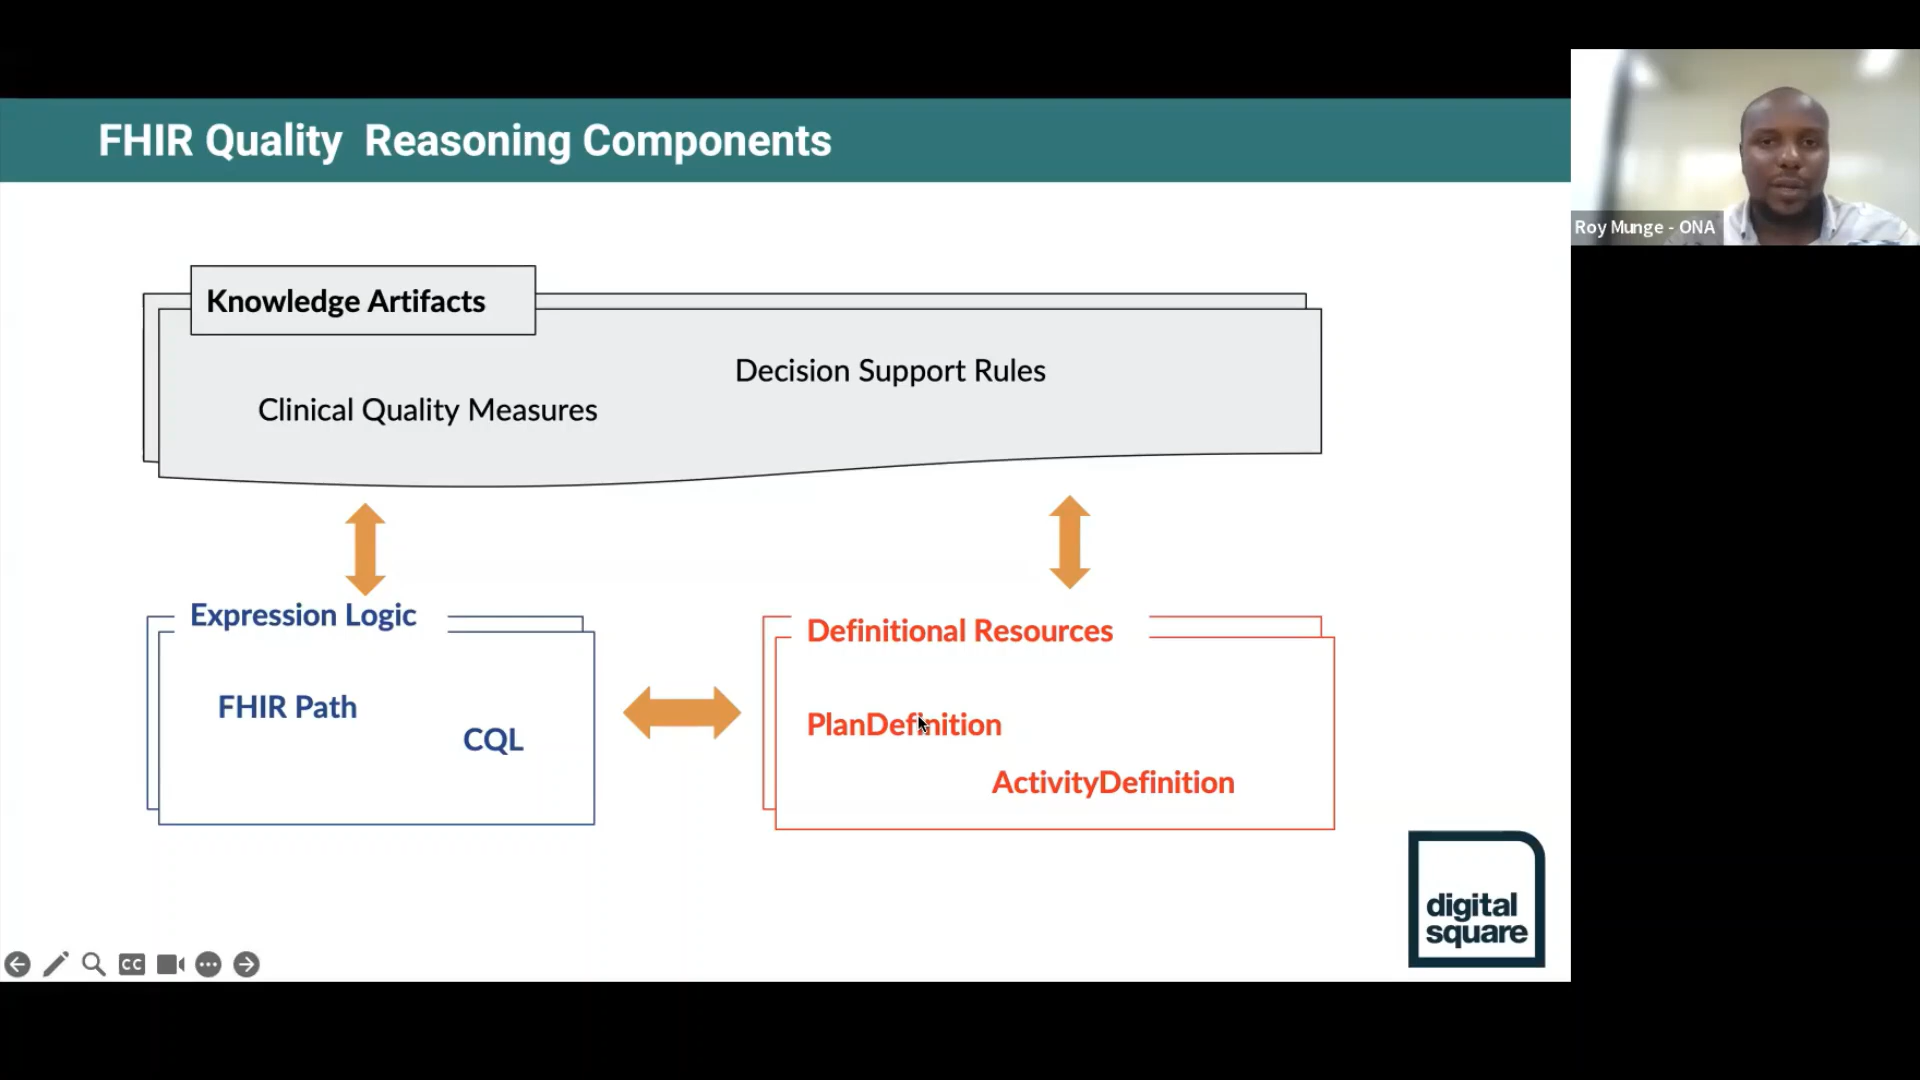 FHIR Quality  Reasoning Components
Roy Munge - ONA
Knowledge Artifacts
Decision Support Rules
Clinical Quality Measures
Expression Logic
FHIR Path
CQL
Definitional Resources
PlanDefinition
ActivityDefinition
digital
square
CC